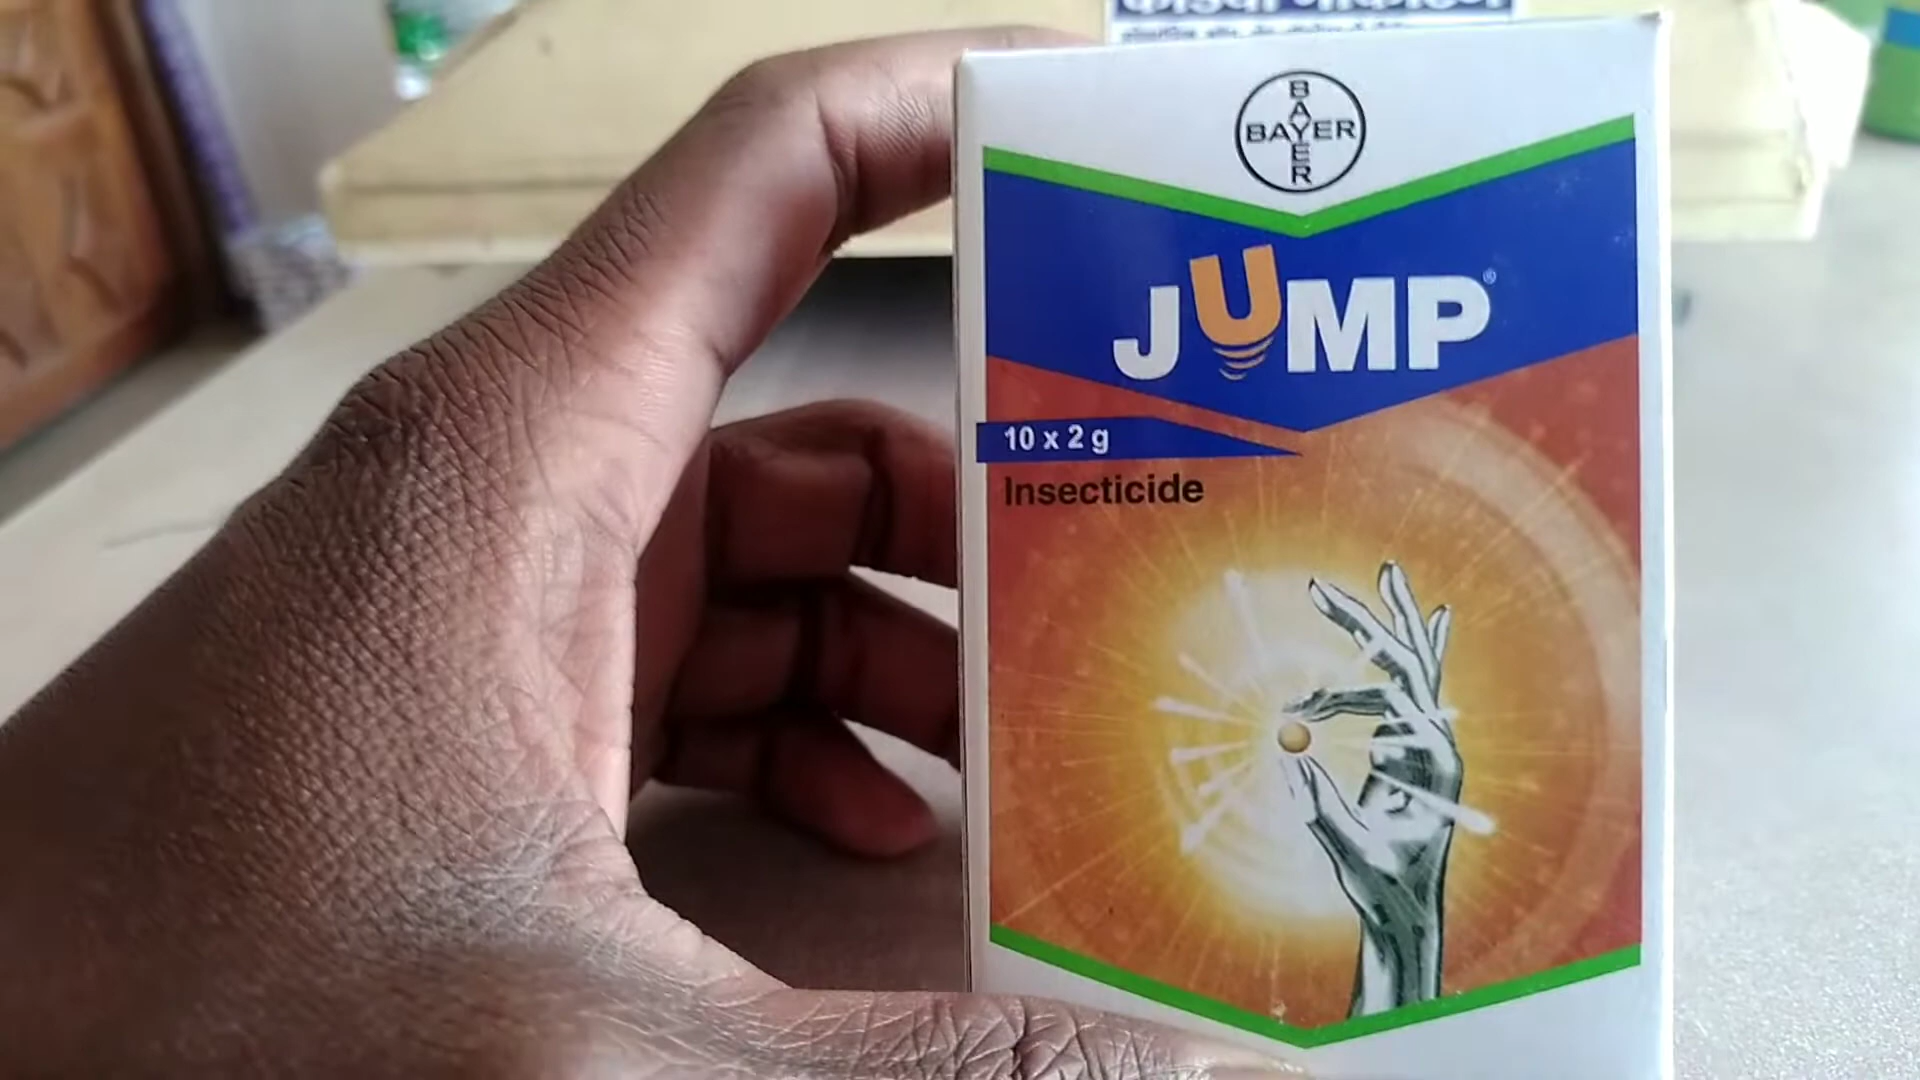 BAYER
BAYER
JUMP®
10 x 2 g
Insecticide